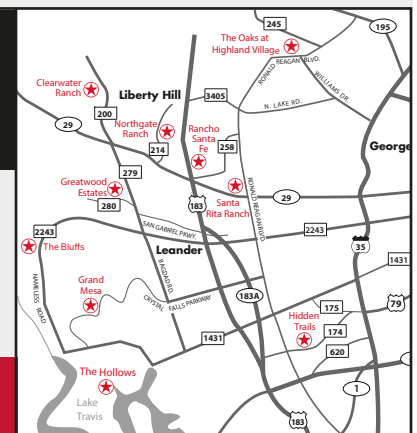 245
195
The Oaks at
Highland Village
RONALD
REAGAN BLVD.
WILLIAMS DR.
Clearwater
Ranch
Liberty Hill
3405
N. LAKE RD.
200
29
Northgate
Ranch
Rancho
Santa
Fe
214
258
George
279
Greatwood
Estates
280
183
Santa
Rita Ranch
29
RONALD REAGAN BLVD.
SAN GABRIEL PKWY.
2243
2243
35
The Bluffs
Leander
1431
NAMELESS
ROAD
Grand
Mesa
BAGDAD RD.
CRYSTAL FALLS PARKWAY
183A
175
79
Hidden
Trails
174
1431
620
The Hollows
Lake
Travis
1
183